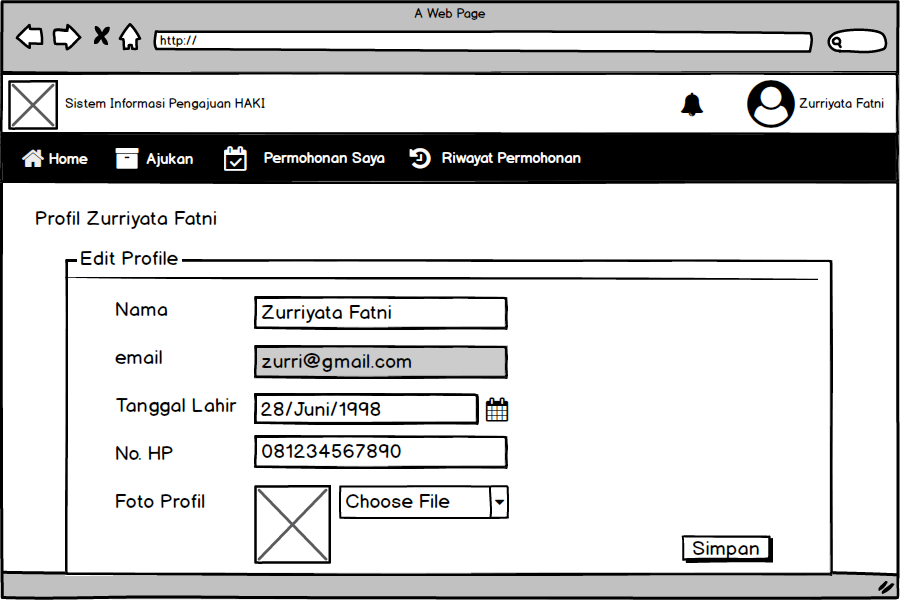 A Web Page
http://
Sistem Informasi Pengajuan HAKI
Zurriyata Fatni
Home Ajukan Permohonan Saya Riwayat Permohonan
Profil Zurriyata Fatni
Edit Profile
Nama Zurriyata Fatni
email zurri@gmail.com
Tanggal Lahir 28/Juni/1998
No. HP 081234567890
Foto Profil Choose File
Simpan